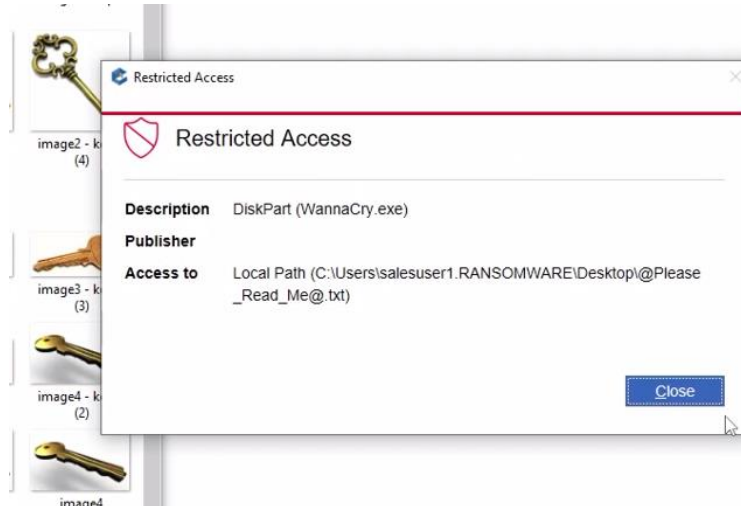 Restricted Access
Restricted Access
Description DiskPart (WannaCry.exe)
Publisher
Access to Local Path (C:\Users\salesuser1.RANSOMWARE\Desktop\@Please
_Read_Me@.txt)
Close
image2 - k
(4)
image3 - k
(3)
image4 - k
(2)
image4